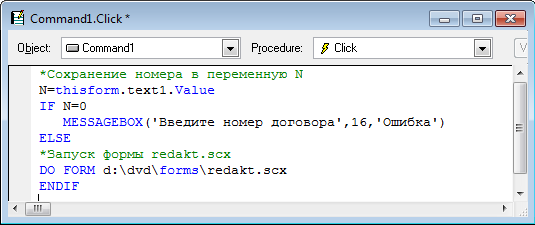 Command1.Click *
Object: Command1 Procedure: Click V
*Сохранение номера в переменную N
N=thisform.text1.Value
IF N=0
MESSAGEBOX('Введите номер договора',16,'Ошибка')
ELSE
*Запуск формы redakt.scx
DO FORM d:\dvd\forms\redakt.scx
ENDIF